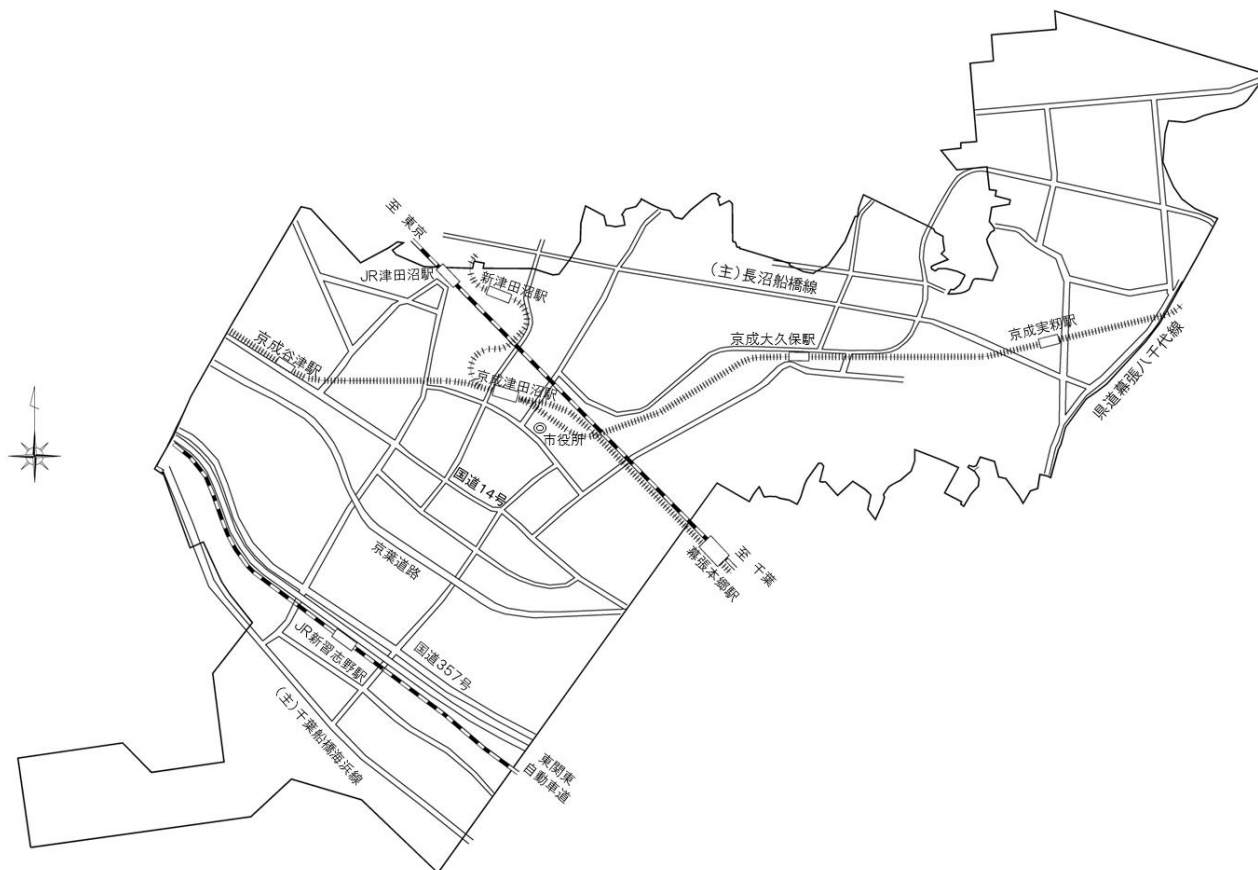 至 東京
JR津田沼駅
新津田沼駅
(主)長沼船橋線
京成大久保駅
京成実籾駅
県道幕張八千代線
京成谷津駅
京成津田沼駅
市役所
国道14号
京葉道路
至 千葉
幕張本郷駅
JR新習志野駅
国道357号
(主)千葉船橋海浜線
東関東
自動車道